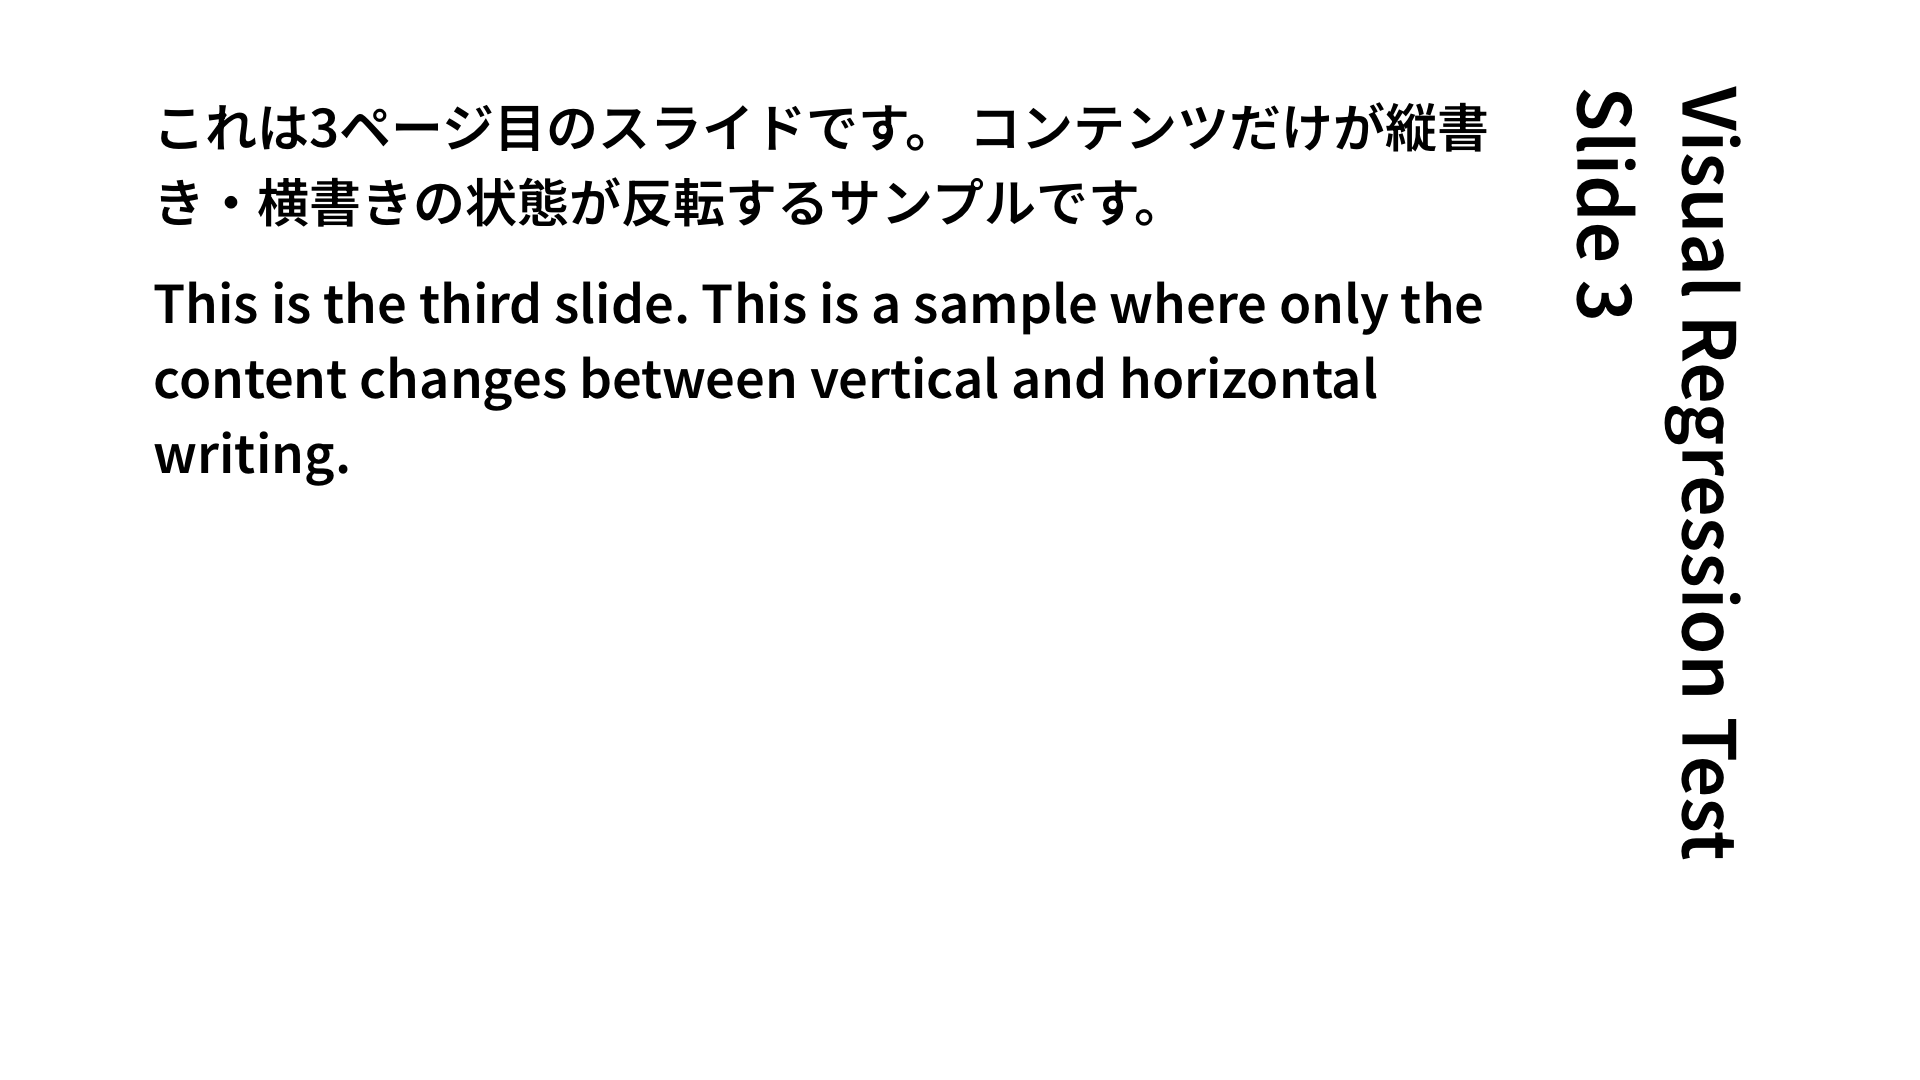 Visual Regression Test
Slide 3
これは3ページ目のスライドです。 コンテンツだけが縦書
き・横書きの状態が反転するサンプルです。
This is the third slide. This is a sample where only the
content changes between vertical and horizontal
writing.